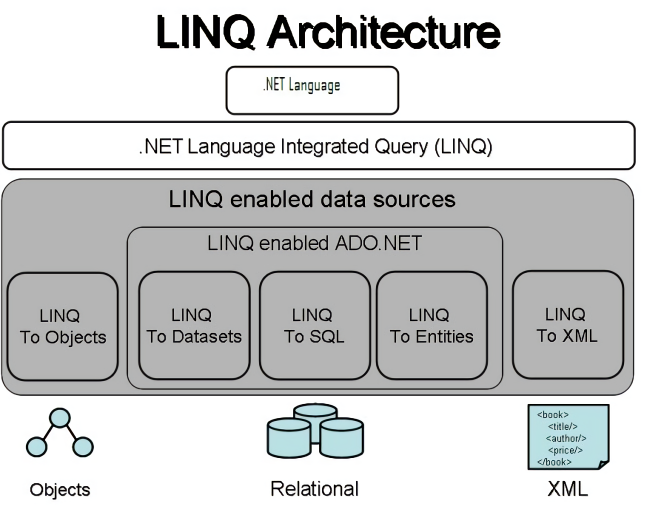 LINQ Architecture
.NET Language
.NET Language Integrated Query (LINQ)
LINQ enabled data sources
LINQ enabled ADO.NET
LINQ
To Objects
LINQ
To Datasets
LINQ
To SQL
LINQ
To Entities
LINQ
To XML
<book>
<title/>
<author/>
<price/>
</book>
Objects
Relational
XML